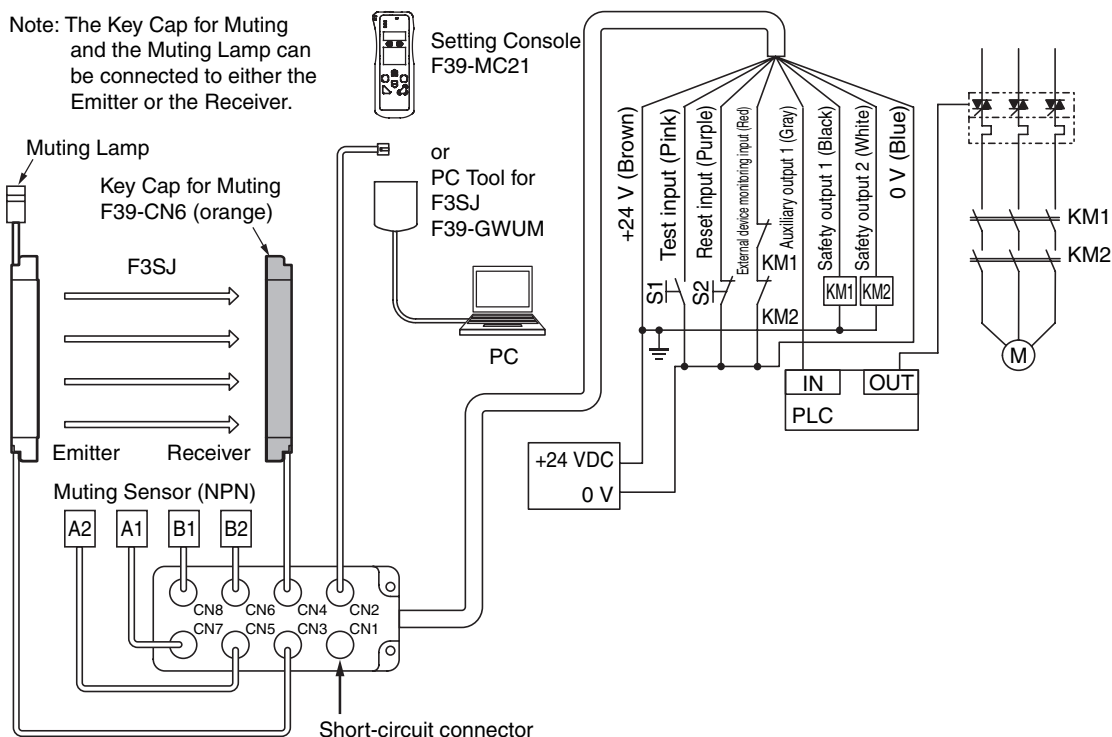 Note: The Key Cap for Muting
and the Muting Lamp can
be connected to either the
Emitter or the Receiver.
Setting Console
F39-MC21
or
PC Tool for
F3SJ
F39-GWUM
PC
Muting Lamp
Key Cap for Muting
F39-CN6 (orange)
F3SJ
Emitter
Receiver
Muting Sensor (NPN)
A2
A1
B1
B2
CN8
CN6
CN4
CN2
CN7
CN5
CN3
CN1
Short-circuit connector
+24 V (Brown)
Test input (Pink)
Reset input (Purple)
External device monitoring input (Red)
Auxiliary output 1 (Gray)
Safety output 1 (Black)
Safety output 2 (White)
0 V (Blue)
S1
S2
KM1
KM2
KM1
KM2
IN
OUT
PLC
+24 VDC
0 V
KM1
KM2
M